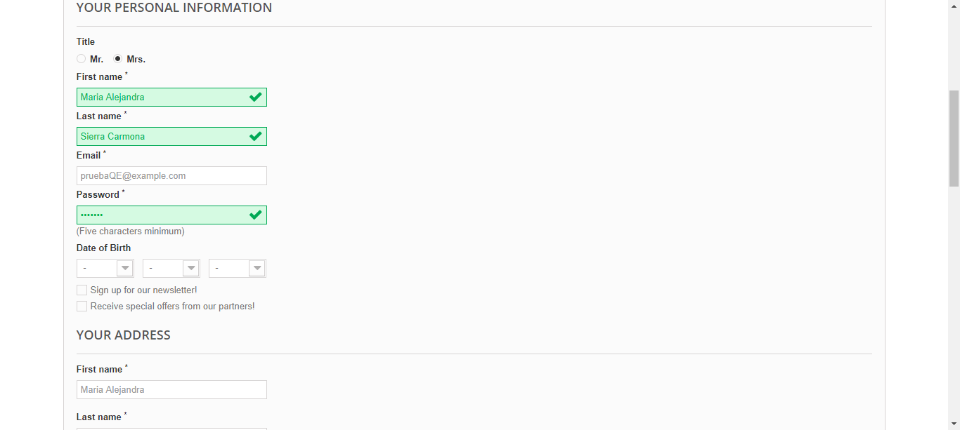 YOUR PERSONAL INFORMATION
Title
Mr. Mrs.
First name *
Maria Alejandra
Last name *
Sierra Carmona
Email *
pruebaQE@example.com
Password *
•••••••
(Five characters minimum)
Date of Birth
- - -
Sign up for our newsletter!
Receive special offers from our partners!
YOUR ADDRESS
First name *
Maria Alejandra
Last name *